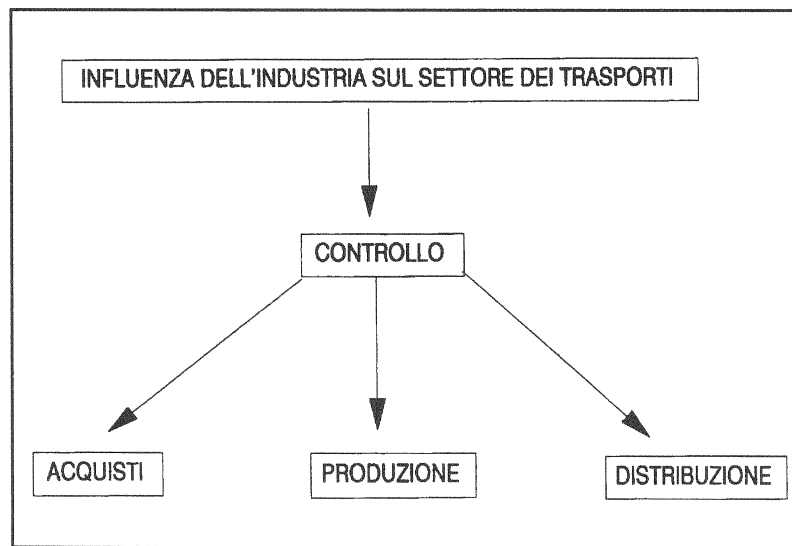 INFLUENZA DELL'INDUSTRIA SUL SETTORE DEI TRASPORTI
CONTROLLO
ACQUISTI
PRODUZIONE
DISTRIBUZIONE